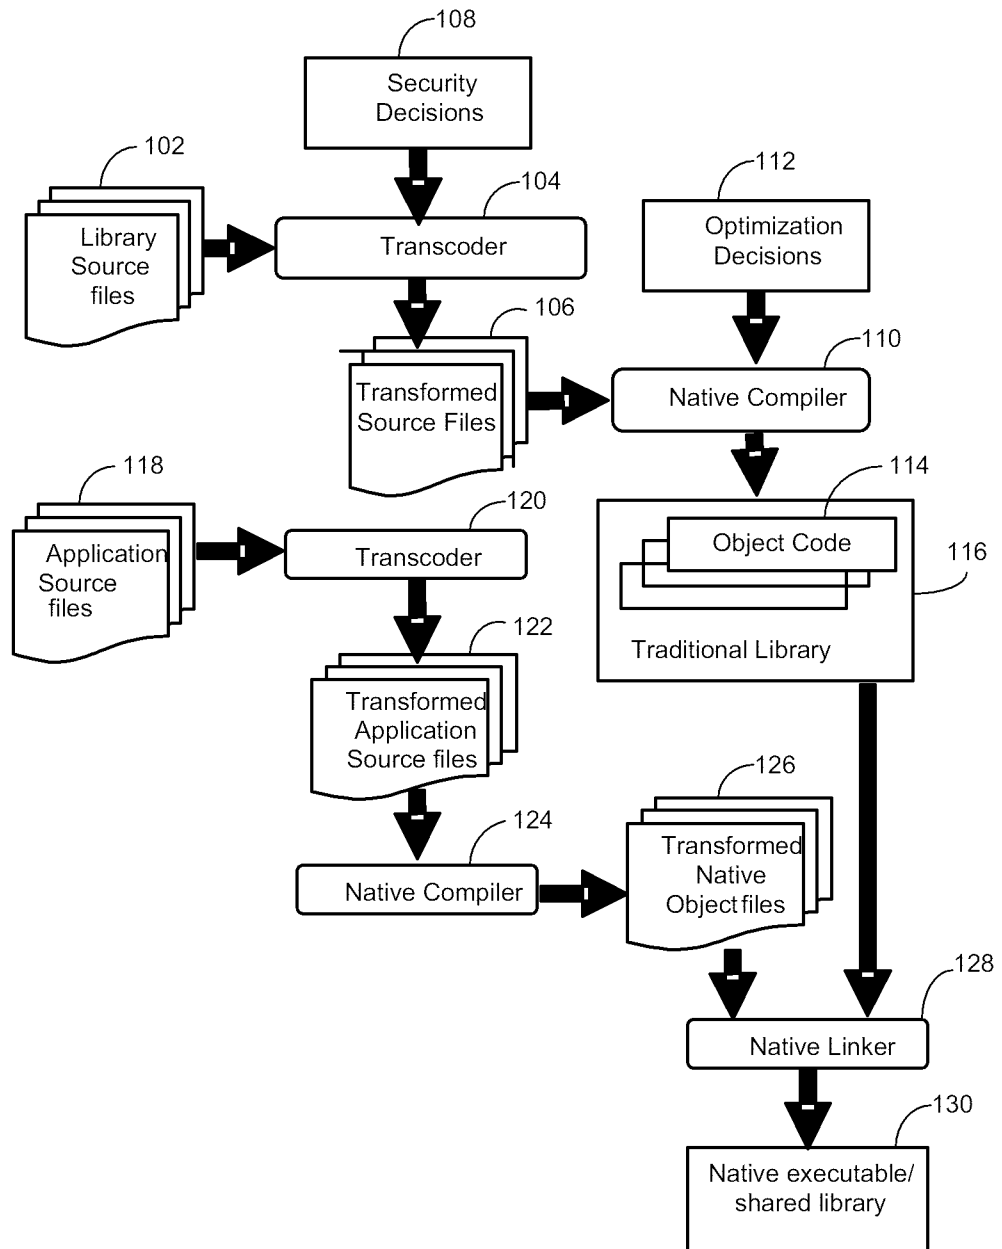 108
Security
Decisions
102
104
112
Library
Source
files
Transcoder
Optimization
Decisions
106
110
Transformed
Source Files
Native Compiler
118
114
120
Application
Source
files
Transcoder
Object Code
116
122
Traditional Library
Transformed
Application
Source files
126
124
Transformed
Native
Object files
Native Compiler
128
Native Linker
130
Native executable/
shared library